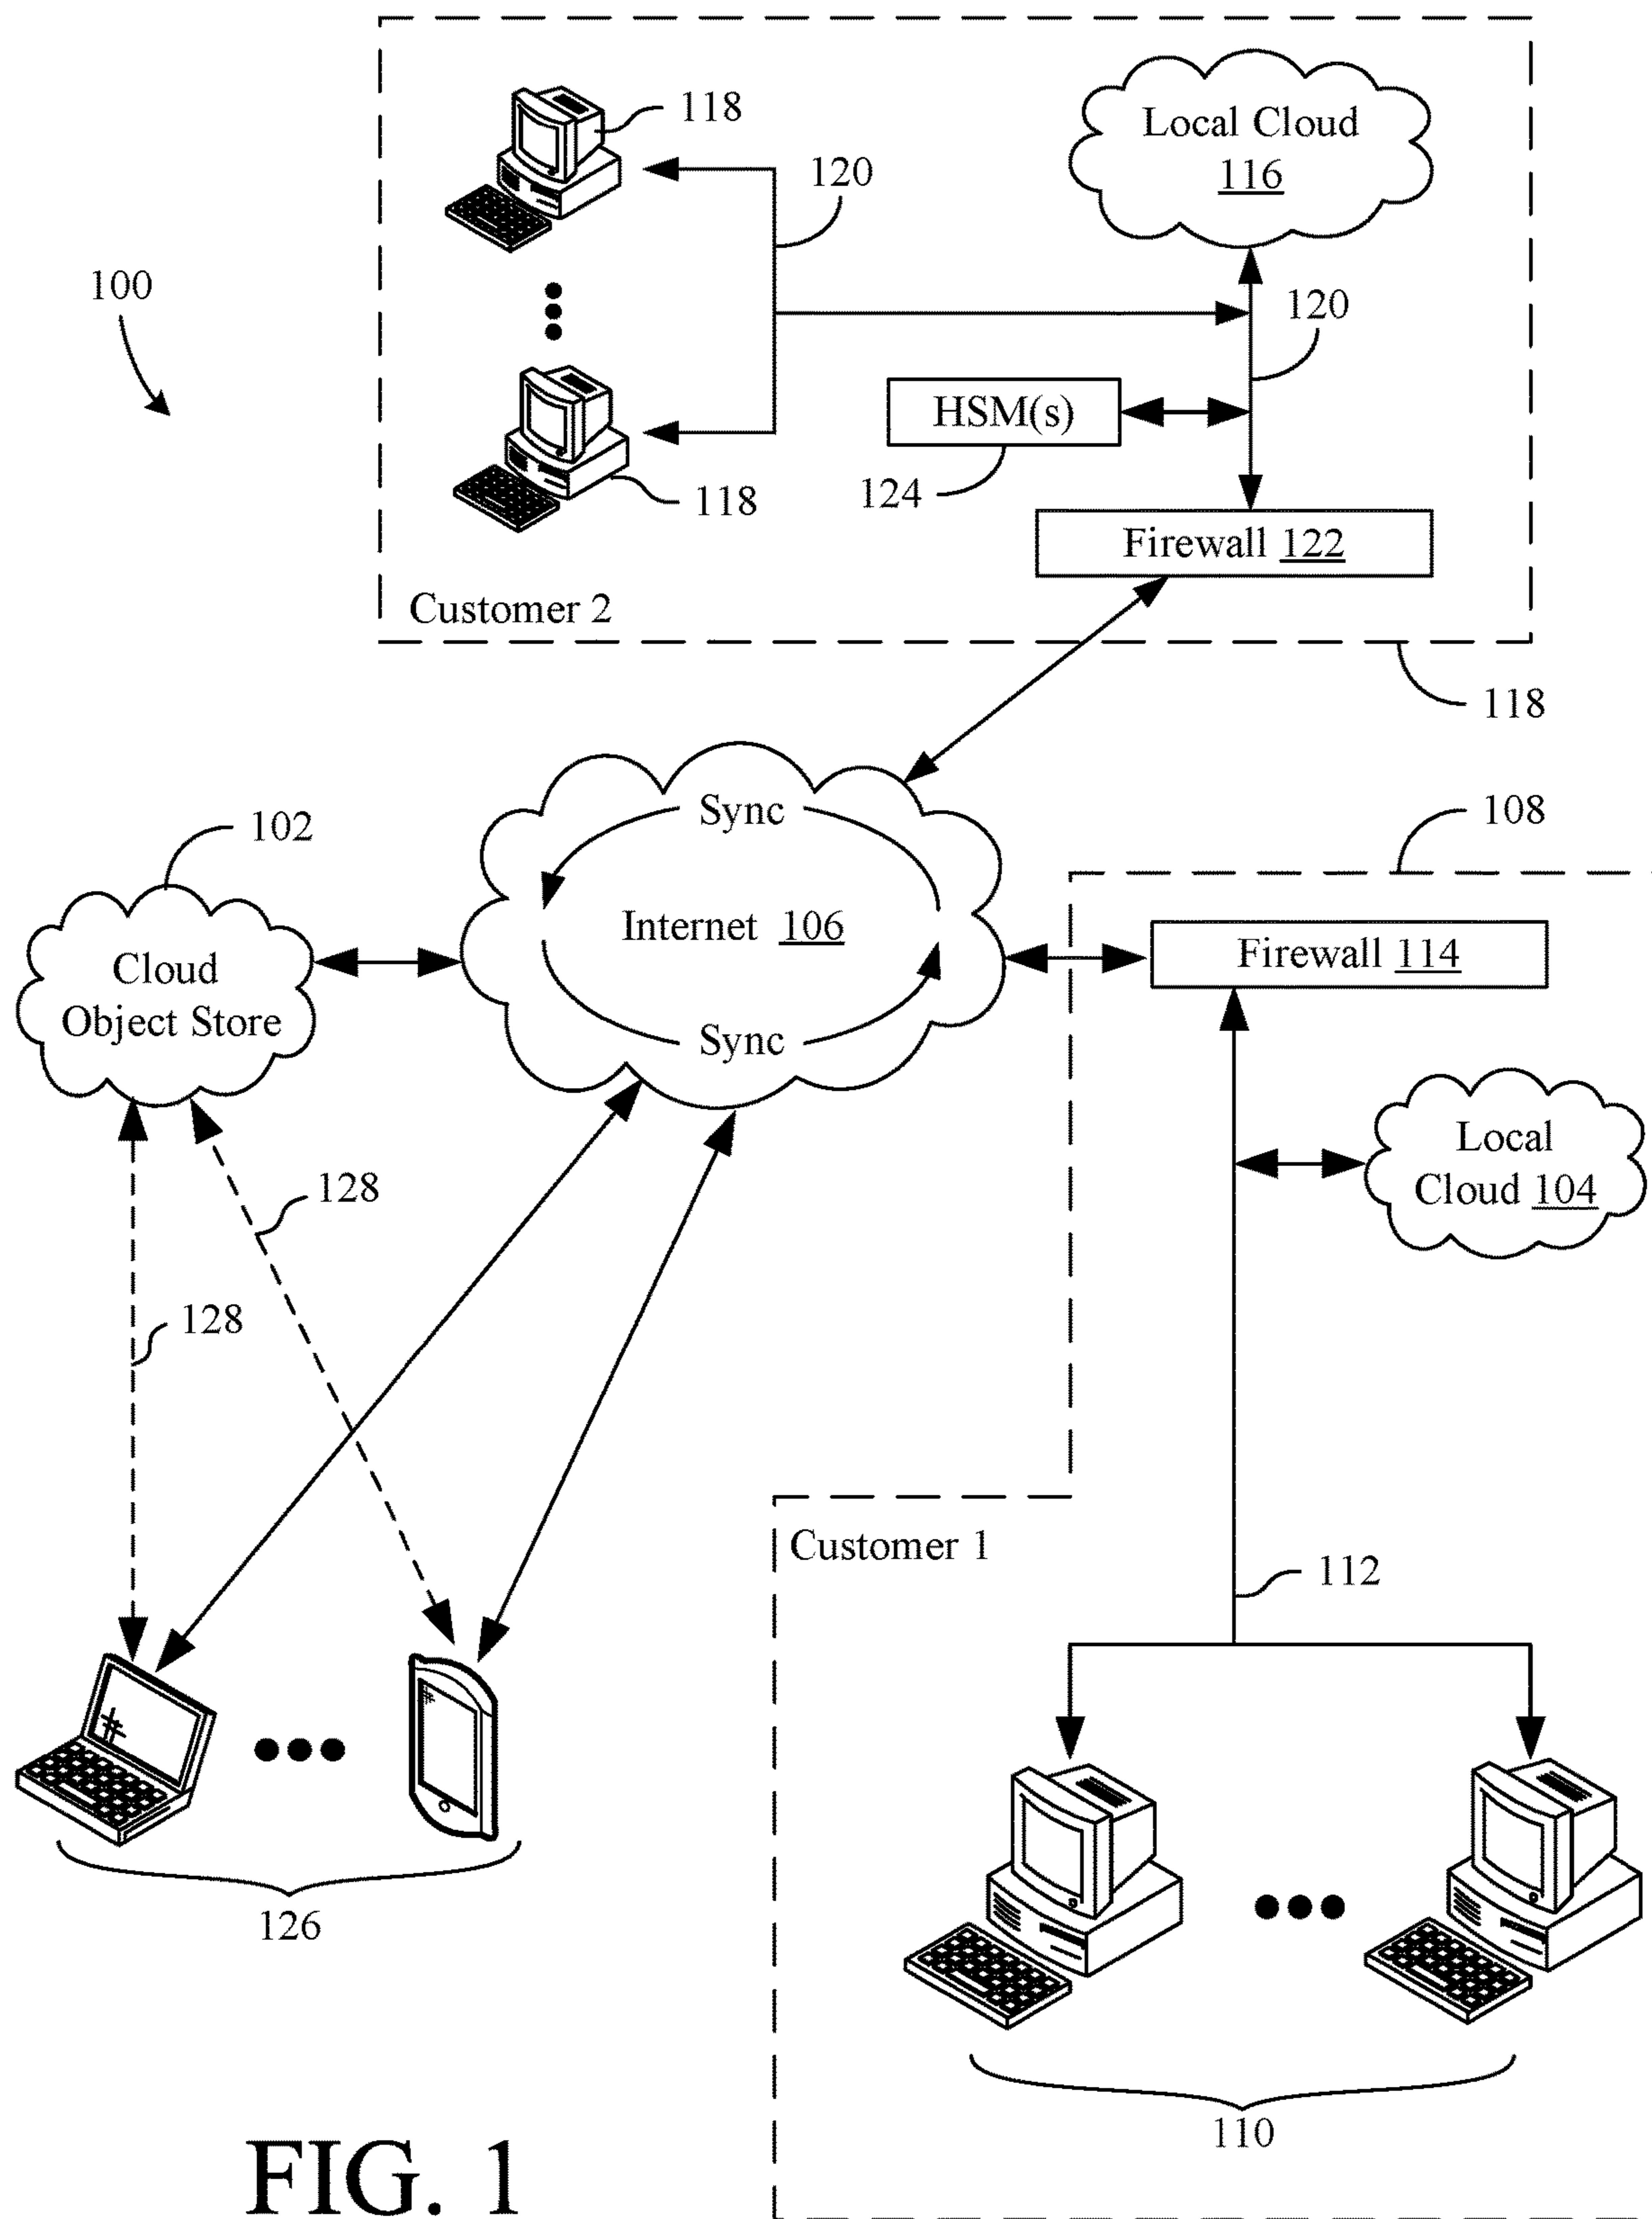 118
Local Cloud
116
120
100
120
HSM(s)
124
118
Firewall 122
Customer 2
118
Sync
108
102
Internet 106
Firewall 114
Cloud
Object Store
Sync
Local
Cloud 104
128
128
Customer 1
112
126
110
FIG. 1